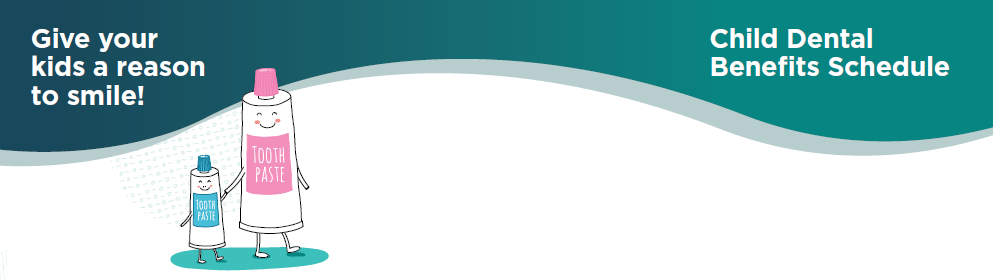 Give your
kids a reason
to smile!
Child Dental
Benefits Schedule
TOOTH
PASTE
TOOTH
PASTE